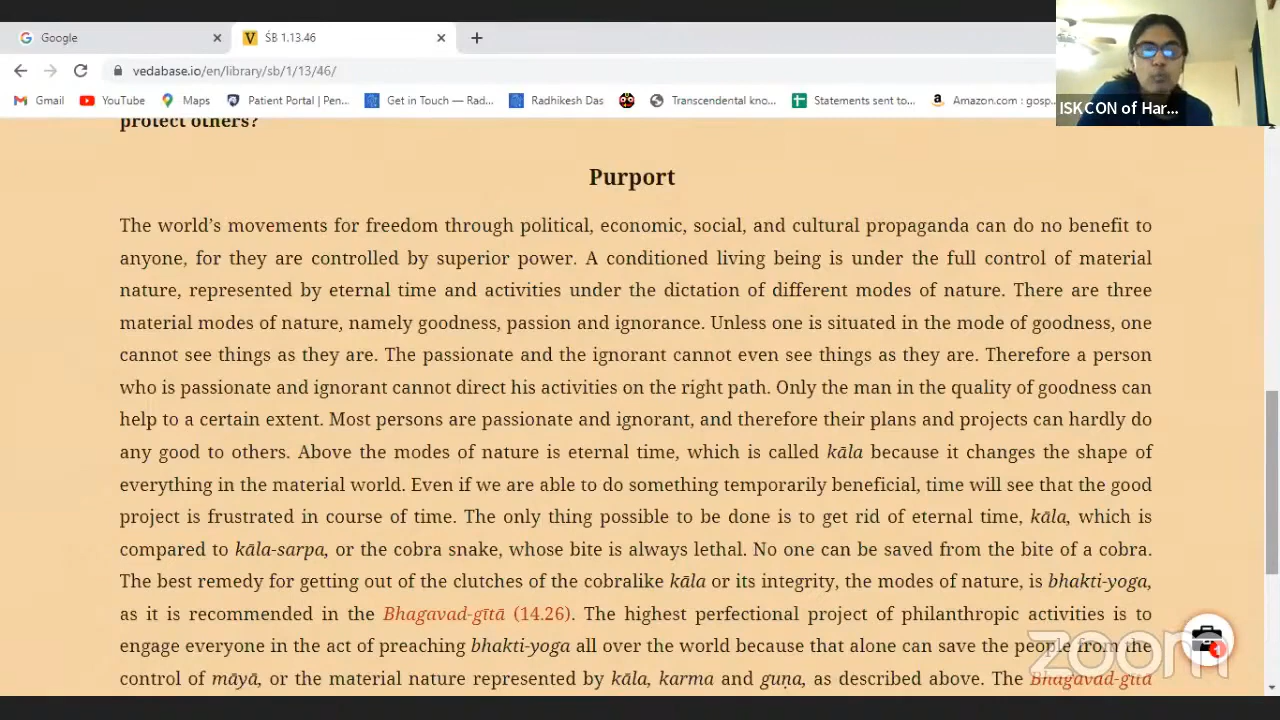 Google
ŚB 1.13.46
vedabase.io/en/library/sb/1/13/46/
Gmail
YouTube
Maps
Patient Portal | Pen...
Get in Touch — Rad...
Radhikesh Das
Transcendental kno...
Statements sent to...
Amazon.com : gosp...
ISKCON of Har...
protect others?
Purport
The world’s movements for freedom through political, economic, social, and cultural propaganda can do no benefit to
anyone, for they are controlled by superior power. A conditioned living being is under the full control of material
nature, represented by eternal time and activities under the dictation of different modes of nature. There are three
material modes of nature, namely goodness, passion and ignorance. Unless one is situated in the mode of goodness, one
cannot see things as they are. The passionate and the ignorant cannot even see things as they are. Therefore a person
who is passionate and ignorant cannot direct his activities on the right path. Only the man in the quality of goodness can
help to a certain extent. Most persons are passionate and ignorant, and therefore their plans and projects can hardly do
any good to others. Above the modes of nature is eternal time, which is called kāla because it changes the shape of
everything in the material world. Even if we are able to do something temporarily beneficial, time will see that the good
project is frustrated in course of time. The only thing possible to be done is to get rid of eternal time, kāla, which is
compared to kāla-sarpa, or the cobra snake, whose bite is always lethal. No one can be saved from the bite of a cobra.
The best remedy for getting out of the clutches of the cobralike kāla or its integrity, the modes of nature, is bhakti-yoga,
as it is recommended in the Bhagavad-gītā (14.26). The highest perfectional project of philanthropic activities is to
engage everyone in the act of preaching bhakti-yoga all over the world because that alone can save the people from the
control of māyā, or the material nature represented by kāla, karma and guṇa, as described above. The Bhagavad-gītā
1
zoom